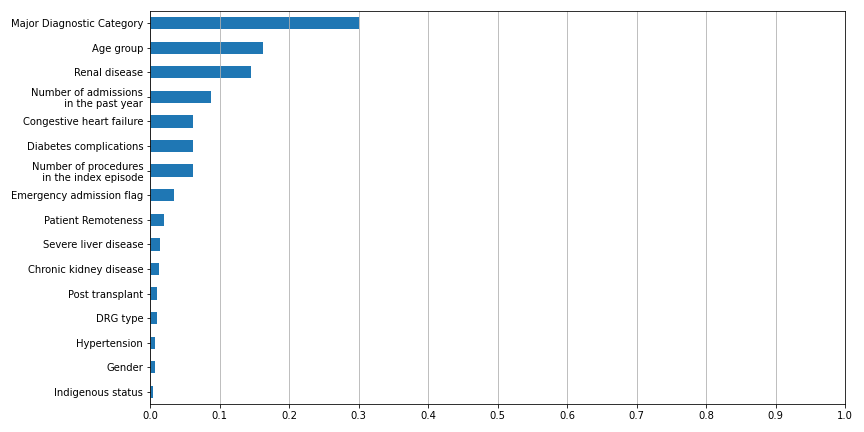 Major Diagnostic Category
Age group
Renal disease
Number of admissions
in the past year
Congestive heart failure
Diabetes complications
Number of procedures
in the index episode
Emergency admission flag
Patient Remoteness
Severe liver disease
Chronic kidney disease
Post transplant
DRG type
Hypertension
Gender
Indigenous status
0.0 0.1 0.2 0.3 0.4 0.5 0.6 0.7 0.8 0.9 1.0